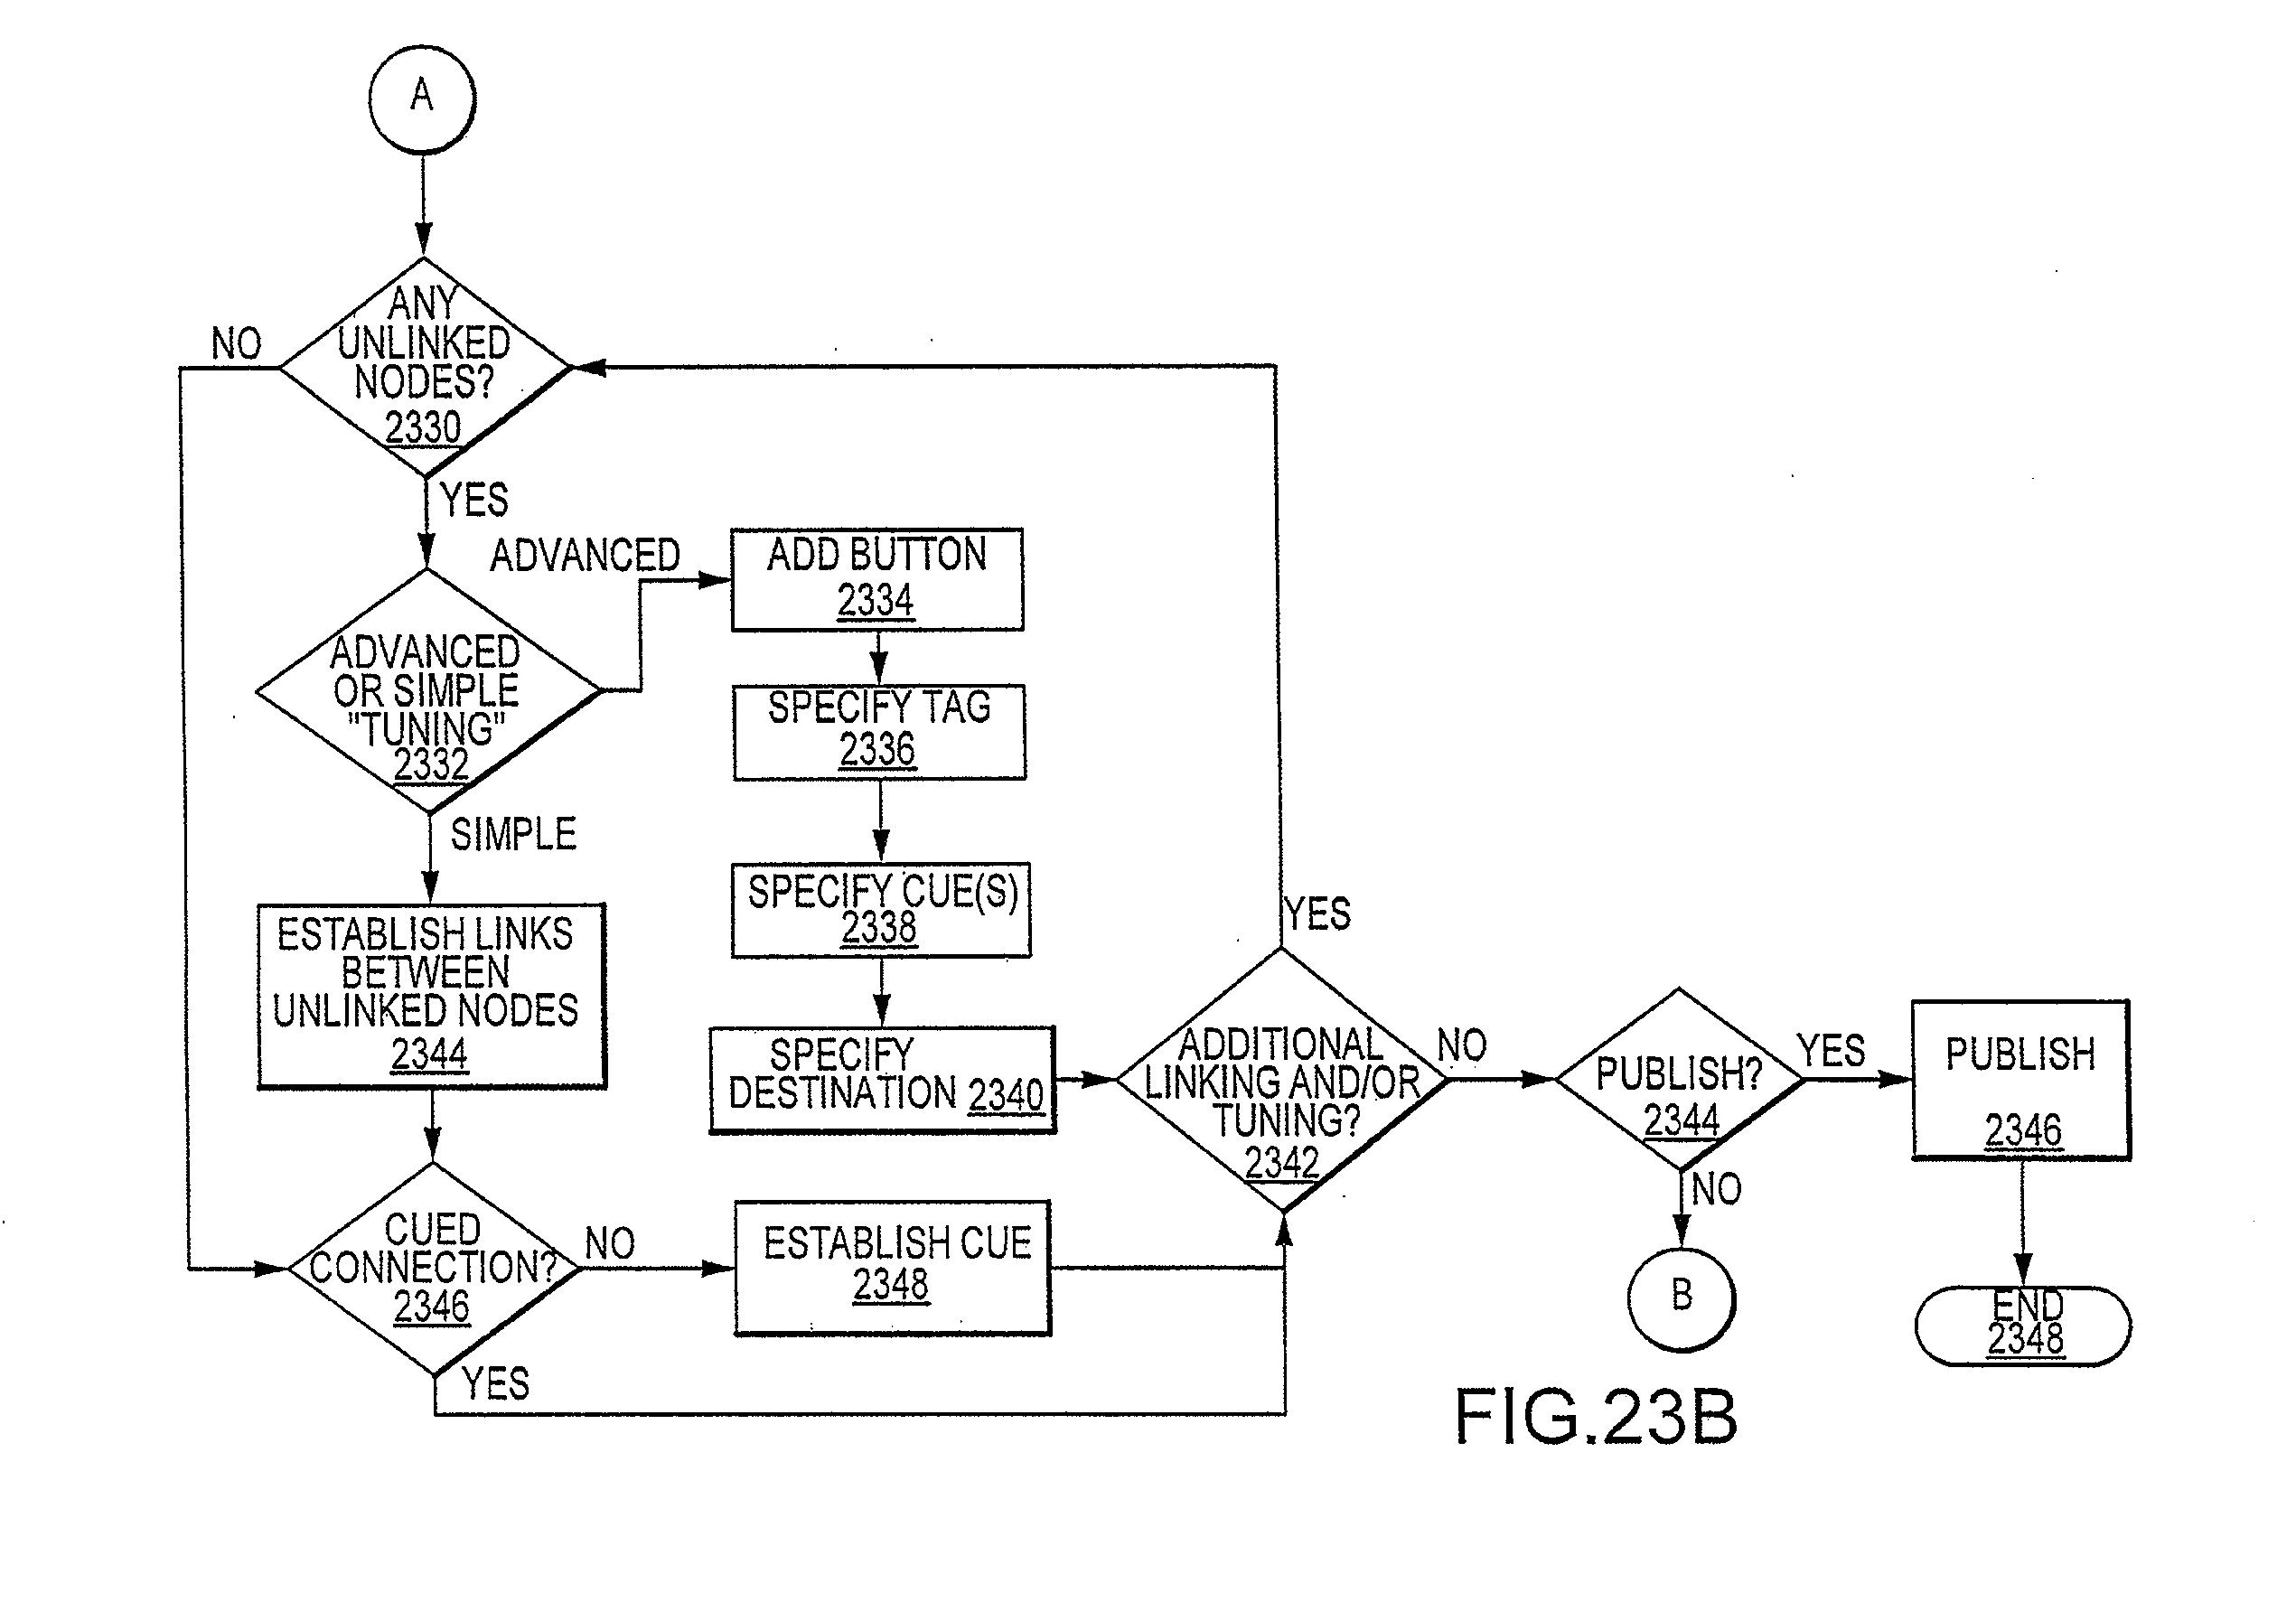 A
ANY
UNLINKED
NODES?
2330
NO
YES
ADVANCED
OR SIMPLE
"TUNING"
2332
ADVANCED
SIMPLE
ADD BUTTON
2334
SPECIFY TAG
2336
SPECIFY CUE(S)
2338
SPECIFY
DESTINATION 2340
ESTABLISH LINKS
BETWEEN
UNLINKED NODES
2344
CUED
CONNECTION?
2346
NO
YES
ESTABLISH CUE
2348
YES
ADDITIONAL
LINKING AND/OR
TUNING?
2342
NO
PUBLISH?
2344
YES
NO
PUBLISH
2346
B
END
2348
FIG.23B